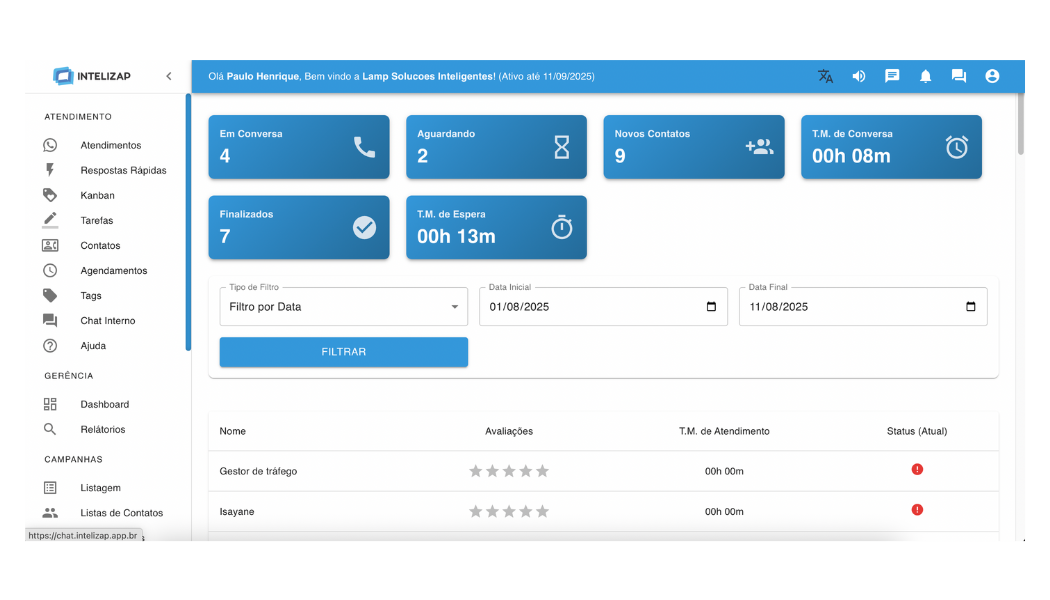 INTELIZAP
Olá Paulo Henrique, Bem vindo a Lamp Solucoes Inteligentes! (Ativo até 11/09/2025)
ATENDIMENTO
Atendimentos
Respostas Rápidas
Kanban
Tarefas
Contatos
Agendamentos
Tags
Chat Interno
Ajuda
GERÊNCIA
Dashboard
Relátorios
CAMPANHAS
Listagem
Listas de Contatos
https://chat.intelizap.app.br
Em Conversa
4
Aguardando
2
Novos Contatos
9
T.M. de Conversa
00h 08m
Finalizados
7
T.M. de Espera
00h 13m
Tipo de Filtro
Filtro por Data
Data Inicial
01/08/2025
Data Final
11/08/2025
FILTRAR
Nome Avaliações T.M. de Atendimento Status (Atual)
Gestor de tráfego 00h 00m
Isayane 00h 00m